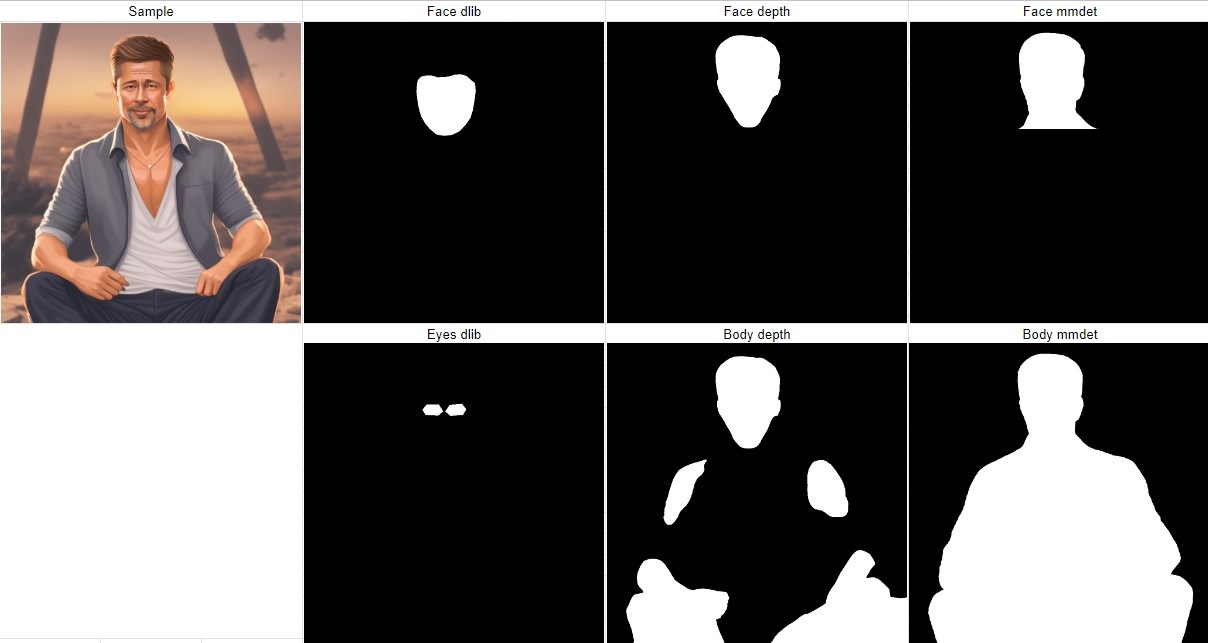 Sample
Face dlib
Face depth
Face mmdet
Eyes dlib
Body depth
Body mmdet